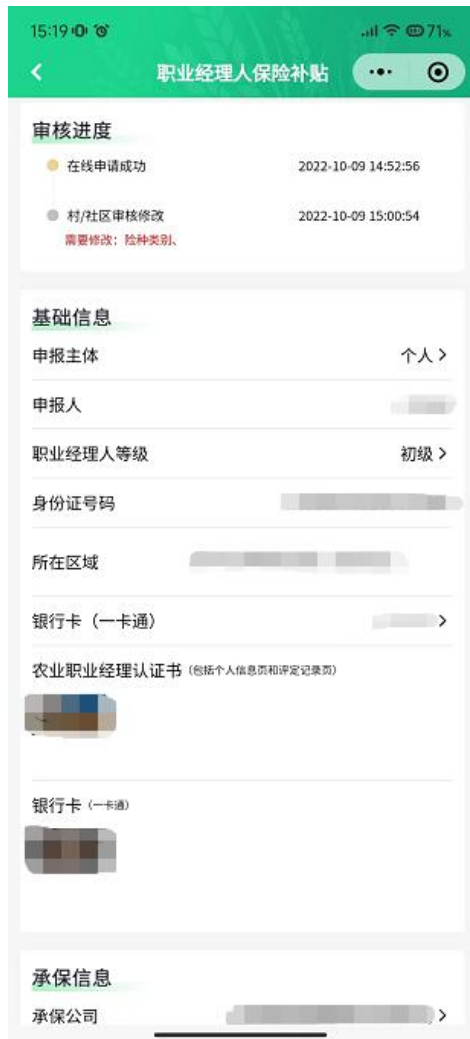 15:19
71%
职业经理人保险补贴
审核进度
在线申请成功 2022-10-09 14:52:56
村/社区审核修改 2022-10-09 15:00:54
需要修改：险种类别、
基础信息
申报主体 个人
申报人
职业经理人等级 初级
身份证号码
所在区域
银行卡（一卡通）
农业职业经理认证书（包括个人信息页和评定记录页）
银行卡（一卡通）
承保信息
承保公司